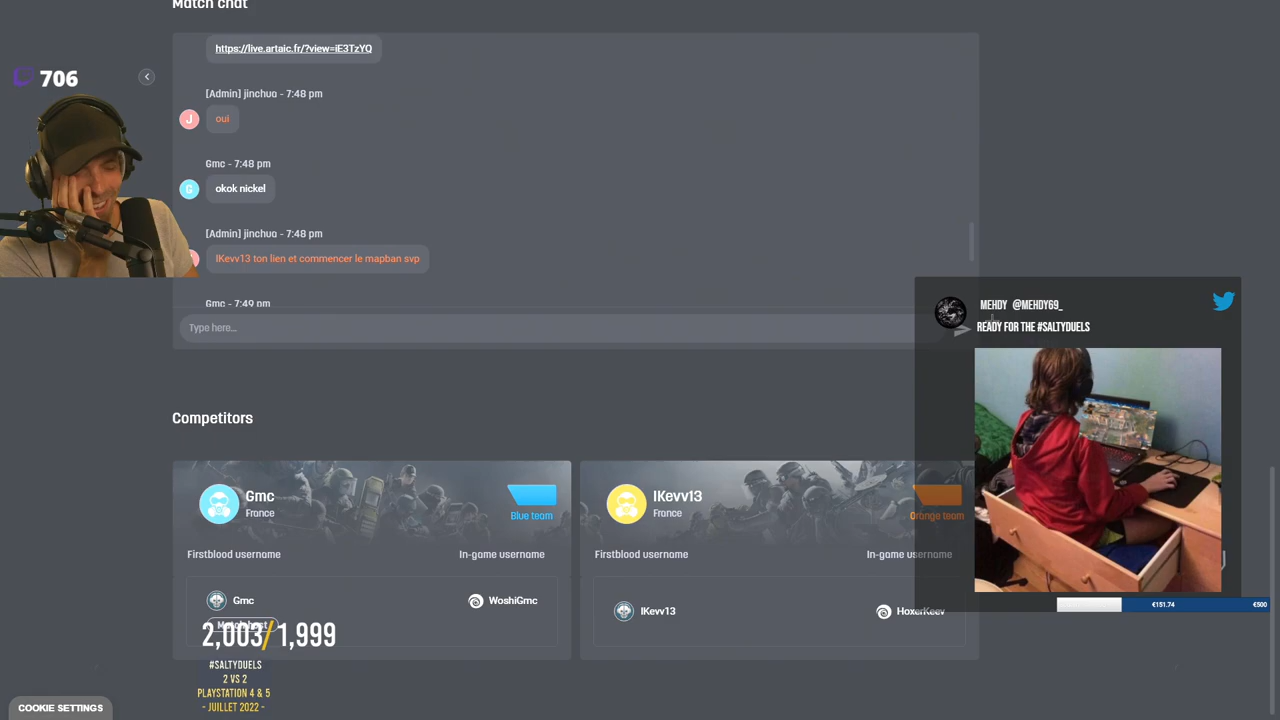 Match chat
https://live.artaic.fr/?view=iE3TzYQ
706
[Admin] jinchua - 7:48 pm
J
oui
Gmc - 7:48 pm
G
okok nickel
[Admin] jinchua - 7:48 pm
IKevv13 ton lien et commencer le mapban svp
Gmc - 7:49 pm
Type here...
MEHDY @MEHDY69_
READY FOR THE #SALTYDUELS
Competitors
Gmc
France
Blue team
IKevv13
France
Orange team
Firstblood username
In-game username
Firstblood username
In-game username
Gmc
WoshiGmc
IKevv13
HoxerKeev
€151.74
€500
Match host
2,003/1,999
#SALTYDUELS
2 VS 2
PLAYSTATION 4 & 5
- JUILLET 2022 -
COOKIE SETTINGS